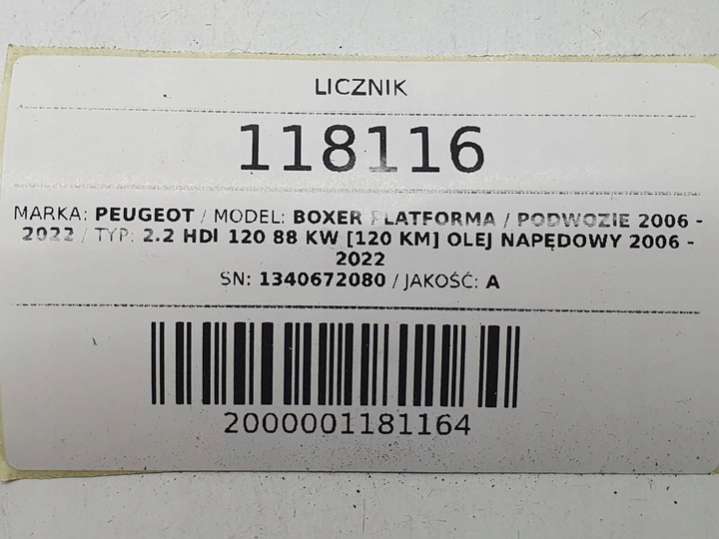 LICZNIK
118116
MARKA: PEUGEOT / MODEL: BOXER PLATFORMA / PODWOZIE 2006 -
2022 / TYP: 2.2 HDI 120 88 KW [120 KM] OLEJ NAPĘDOWY 2006 -
2022
SN: 1340672080 / JAKOŚĆ: A
2000001181164